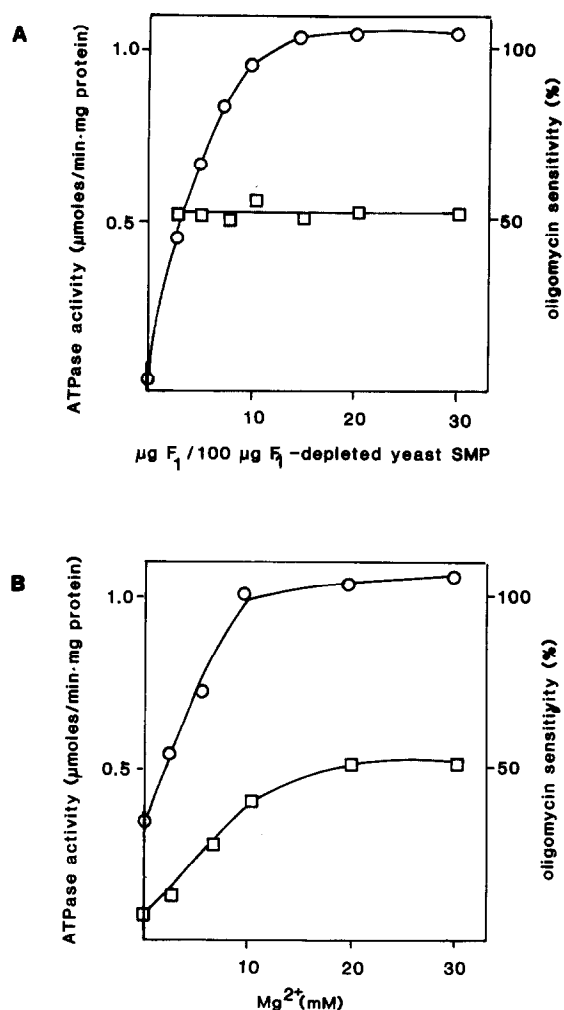 A
ATPase activity (μmoles/min·mg protein)
1.0
0.5
100
50
oligomycin sensitivity (%)
10 20 30
μg F1/100 μg F1-depleted yeast SMP
B
ATPase activity (μmoles/min·mg protein)
1.0
0.5
100
50
oligomycin sensitivity (%)
10 20 30
Mg2+(mM)